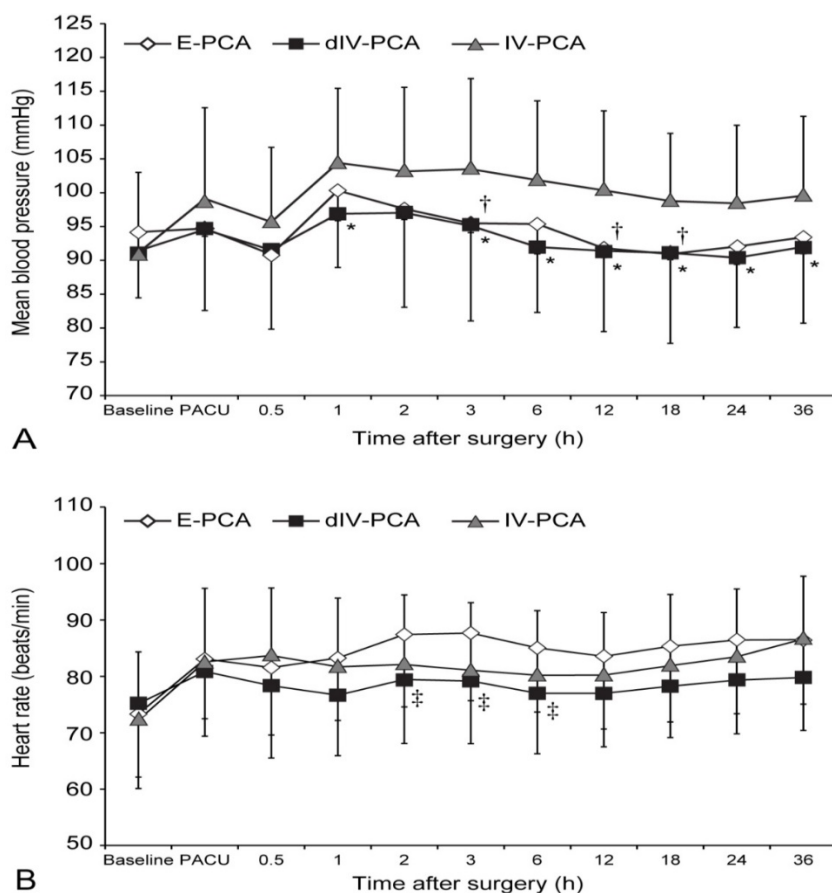 125
E-PCA dIV-PCA IV-PCA
120
115
110
105
100
95
90
85
80
75
70
Mean blood pressure (mmHg)
† † †
* * * * * * *
Baseline PACU 0.5 1 2 3 6 12 18 24 36
Time after surgery (h)
A
110
E-PCA dIV-PCA IV-PCA
100
90
80
70
60
50
Heart rate (beats/min)
‡ ‡ ‡
Baseline PACU 0.5 1 2 3 6 12 18 24 36
Time after surgery (h)
B